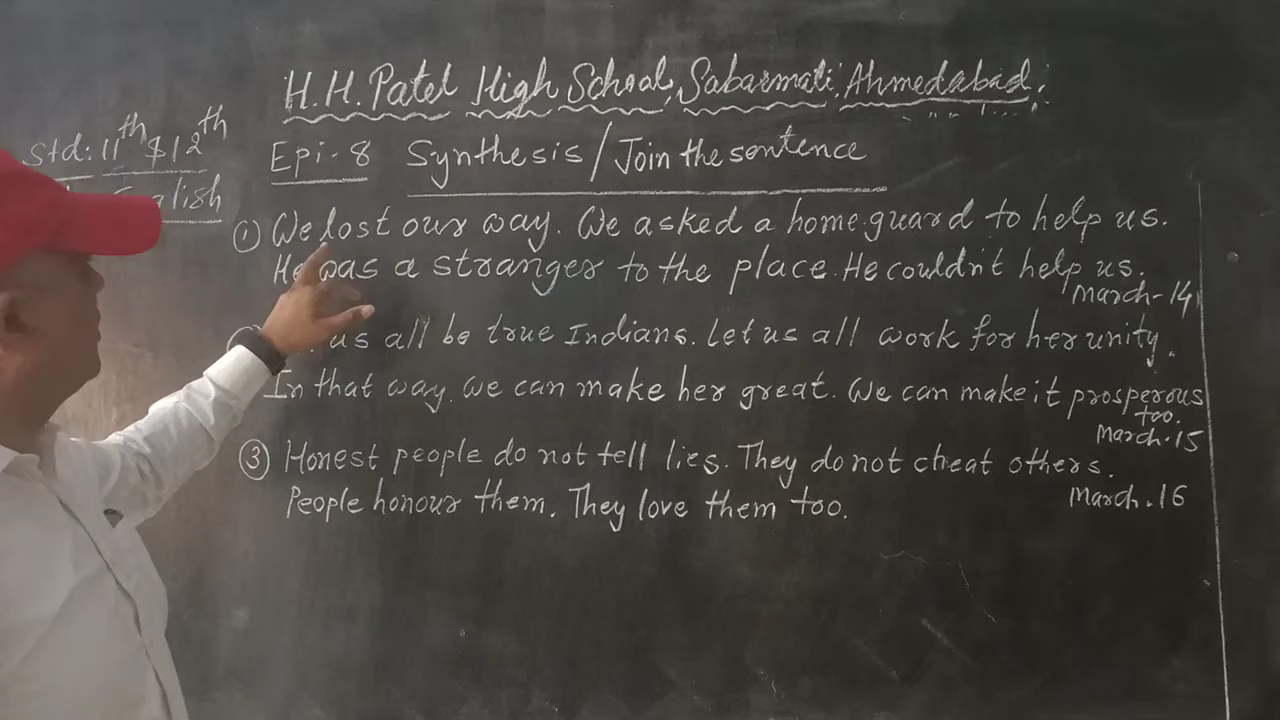 H.H. Patel High School, Sabarmati, Ahmedabad.
Std: 11th & 12th
Epi-8 Synthesis / Join the sentence
① We lost our way. We asked a home-guard to help us.
He was a stranger to the place. He couldn't help us.
March-14
us all be true Indians. Let us all work for her unity.
In that way, we can make her great. We can make it prosperous
too.
March-15
③ Honest people do not tell lies. They do not cheat others.
People honour them. They love them too.
March-16